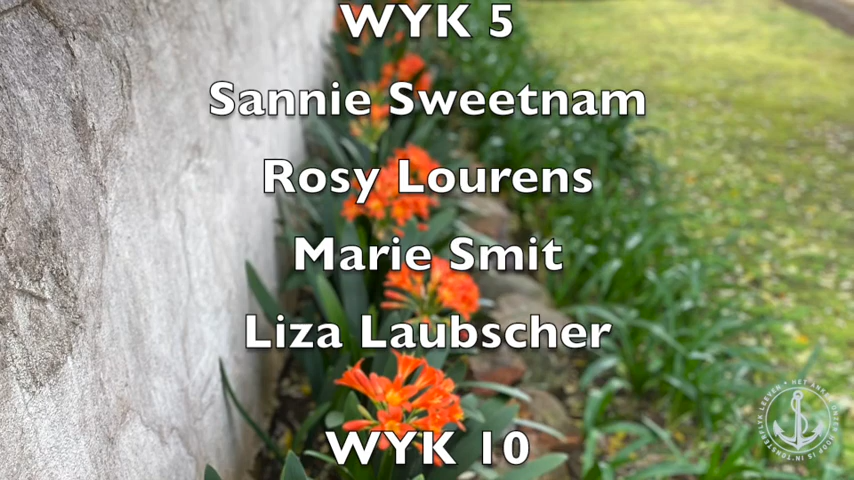 WYK 5
Sannie Sweetnam
Rosy Lourens
Marie Smit
Liza Laubscher
WYK 10